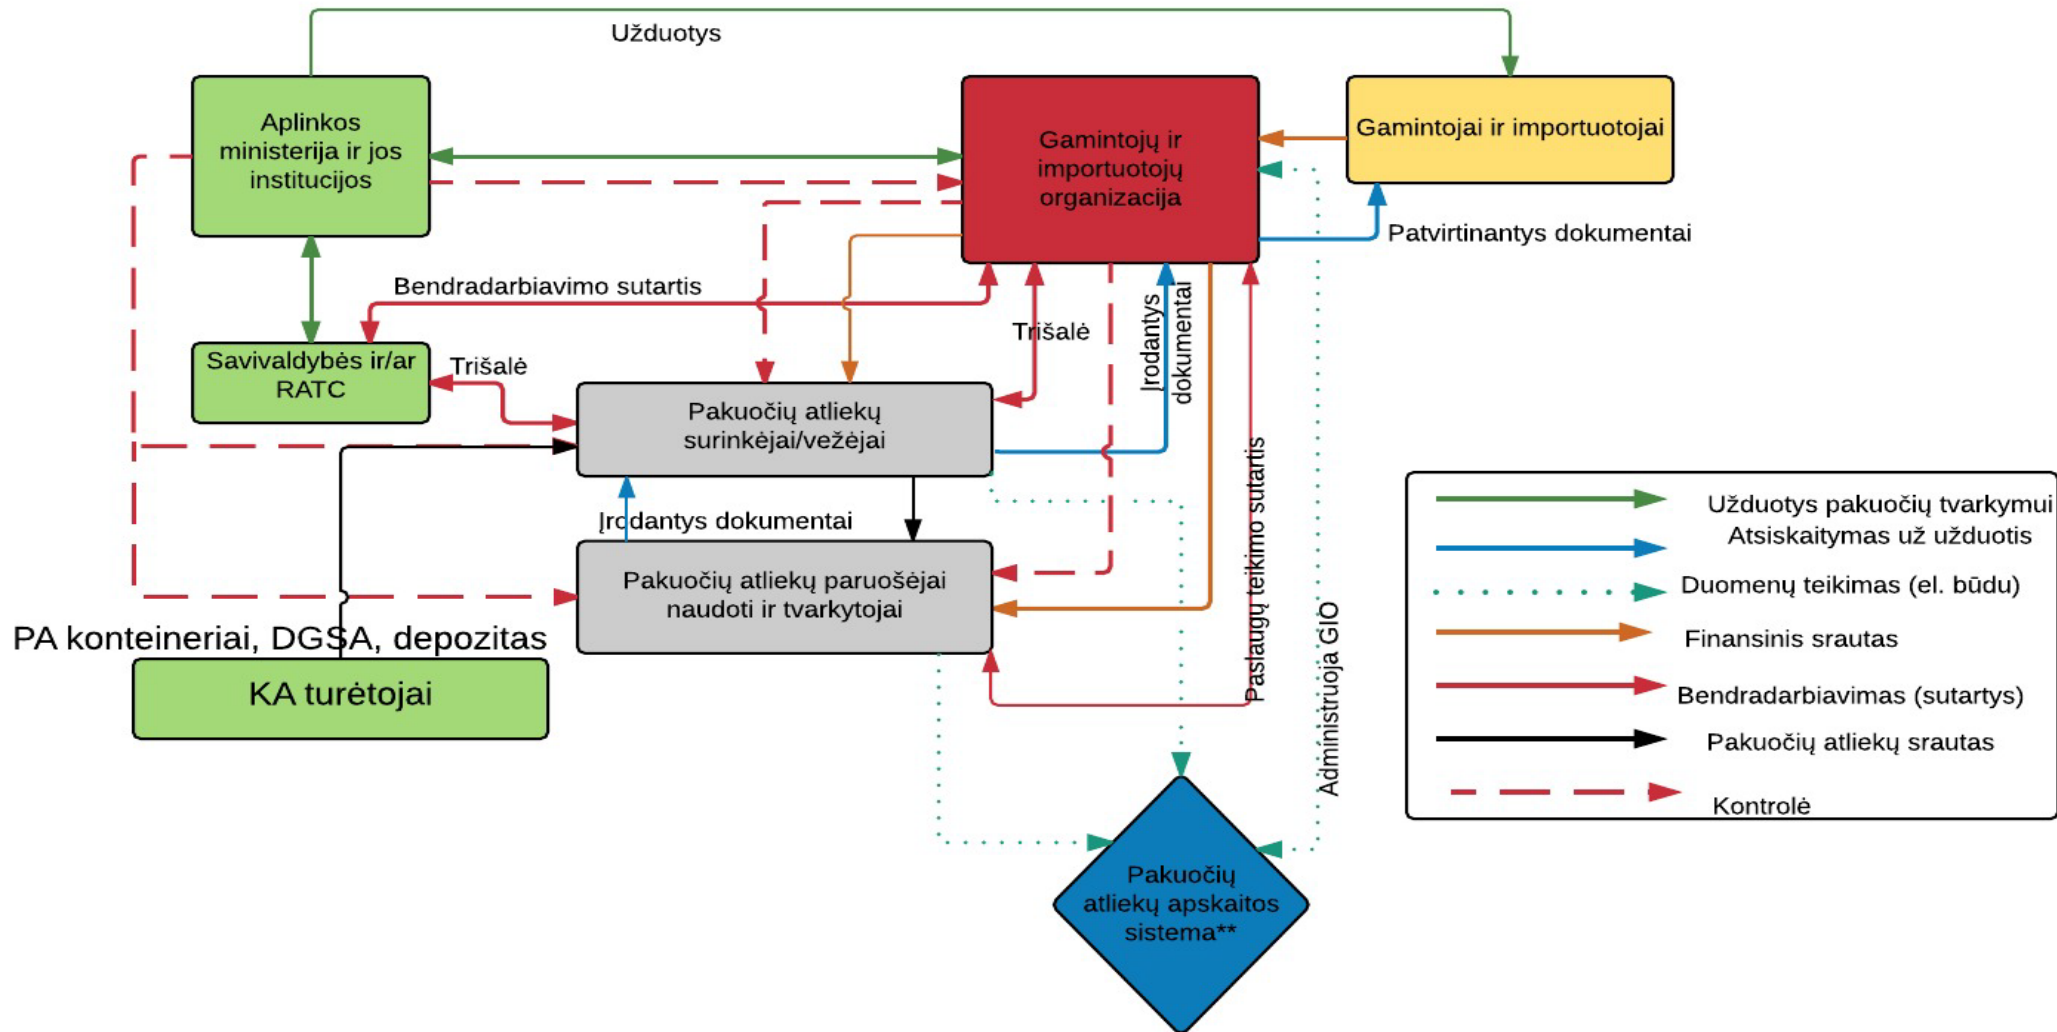 Užduotys
Aplinkos
ministerija ir jos
institucijos
Gamintojų ir
importuotojų
organizacija
Gamintojai ir importuotojai
Patvirtinantys dokumentai
Bendradarbiavimo sutartis
Savivaldybės ir/ar
RATC
Trišalė
Trišalė
Įrodantys
dokumentai
Pakuočių atliekų
surinkėjai/vežėjai
Įrodantys dokumentai
Pakuočių atliekų paruošėjai
naudoti ir tvarkytojai
Paslaugų teikimo sutartis
Administruoja GIO
PA konteineriai, DGSA, depozitas
KA turėtojai
Pakuočių
atliekų apskaitos
sistema**
Užduotys pakuočių tvarkymui
Atsiskaitymas už užduotis
Duomenų teikimas (el. būdu)
Finansinis srautas
Bendradarbiavimas (sutartys)
Pakuočių atliekų srautas
Kontrolė